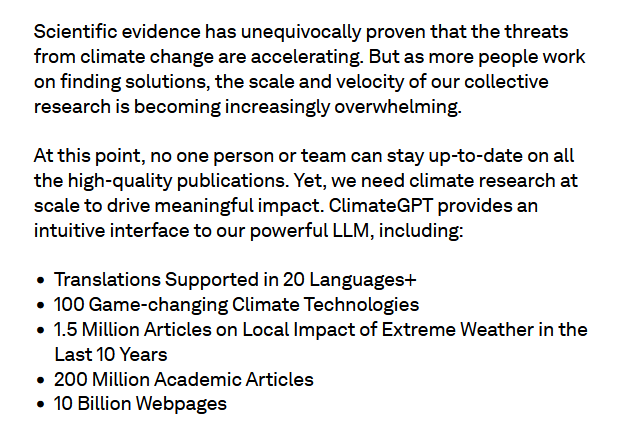 Scientific evidence has unequivocally proven that the threats
from climate change are accelerating. But as more people work
on finding solutions, the scale and velocity of our collective
research is becoming increasingly overwhelming.
At this point, no one person or team can stay up-to-date on all
the high-quality publications. Yet, we need climate research at
scale to drive meaningful impact. ClimateGPT provides an
intuitive interface to our powerful LLM, including:
• Translations Supported in 20 Languages+
• 100 Game-changing Climate Technologies
• 1.5 Million Articles on Local Impact of Extreme Weather in the
Last 10 Years
• 200 Million Academic Articles
• 10 Billion Webpages